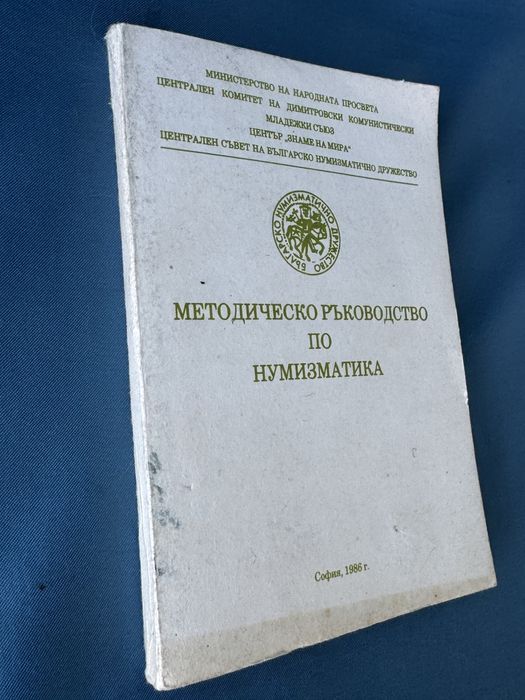 МИНИСТЕРСТВО НА НАРОДНАТА ПРОСВЕТА
ЦЕНТРАЛЕН КОМИТЕТ НА ДИМИТРОВСКИ КОМУНИСТИЧЕСКИ
МЛАДЕЖКИ СЪЮЗ
ЦЕНТЪР „ЗНАМЕ НА МИРА“
ЦЕНТРАЛЕН СЪВЕТ НА БЪЛГАРСКО НУМИЗМАТИЧНО ДРУЖЕСТВО
БЪЛГАРСКО НУМИЗМАТИЧНО ДРУЖЕСТВО
МЕТОДИЧЕСКО РЪКОВОДСТВО
ПО
НУМИЗМАТИКА
София, 1986 г.